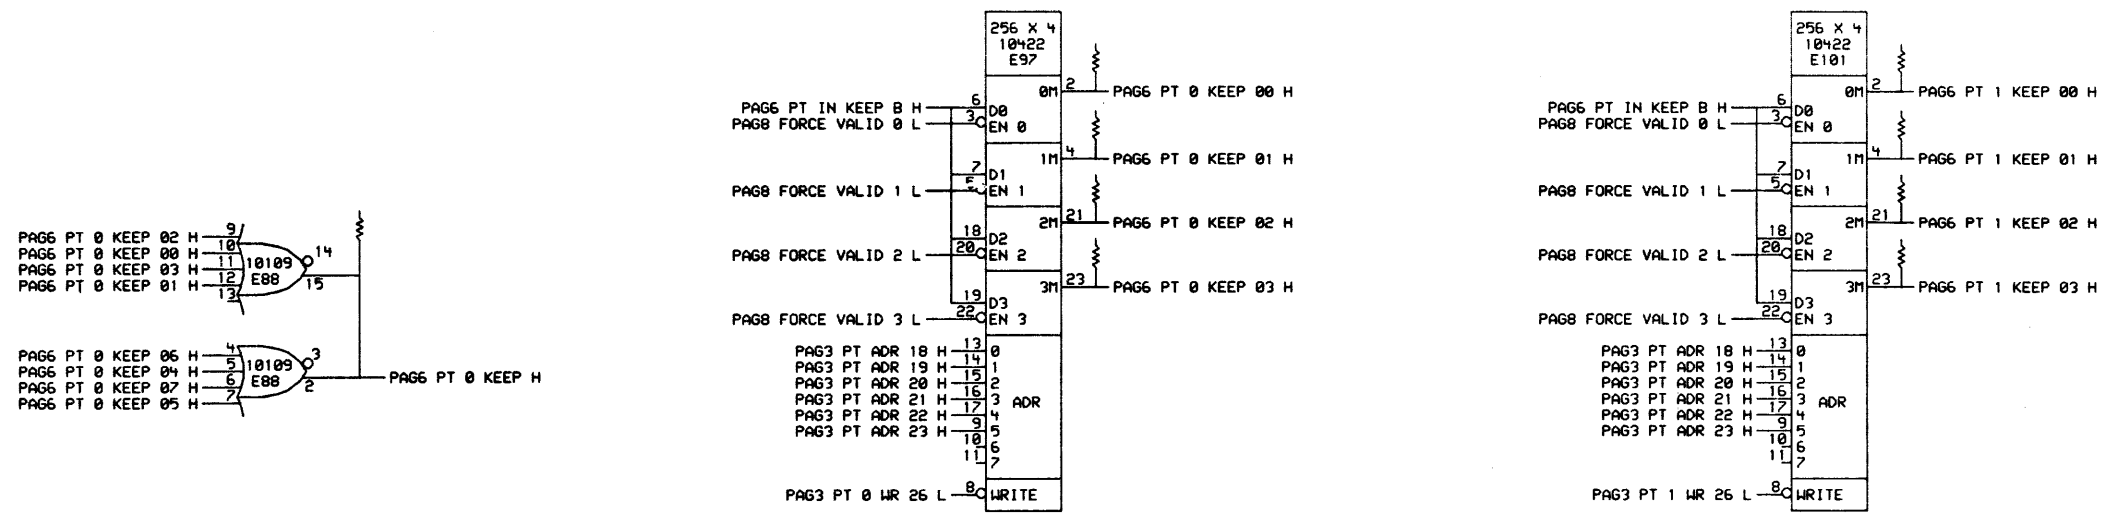 PAG6 PT 0 KEEP 02 H 9
PAG6 PT 0 KEEP 00 H 10
PAG6 PT 0 KEEP 03 H 11
PAG6 PT 0 KEEP 01 H 12
13
10109
E88
14
15
PAG6 PT 0 KEEP 06 H 4
PAG6 PT 0 KEEP 04 H 5
PAG6 PT 0 KEEP 07 H 6
PAG6 PT 0 KEEP 05 H 7
10109
E88
3
2
PAG6 PT 0 KEEP H
256 X 4
10422
E97
0M 2 PAG6 PT 0 KEEP 00 H
PAG6 PT IN KEEP B H 6 D0
PAG8 FORCE VALID 0 L 3 EN 0
1M 4 PAG6 PT 0 KEEP 01 H
7 D1
PAG8 FORCE VALID 1 L 5 EN 1
2M 21 PAG6 PT 0 KEEP 02 H
18 D2
PAG8 FORCE VALID 2 L 20 EN 2
3M 23 PAG6 PT 0 KEEP 03 H
19 D3
PAG8 FORCE VALID 3 L 22 EN 3
PAG3 PT ADR 18 H 13 0
PAG3 PT ADR 19 H 14 1
PAG3 PT ADR 20 H 15 2
PAG3 PT ADR 21 H 16 3 ADR
PAG3 PT ADR 22 H 17 4
PAG3 PT ADR 23 H 9 5
10 6
11 7
PAG3 PT 0 WR 26 L 8 WRITE
256 X 4
10422
E101
0M 2 PAG6 PT 1 KEEP 00 H
PAG6 PT IN KEEP B H 6 D0
PAG8 FORCE VALID 0 L 3 EN 0
1M 4 PAG6 PT 1 KEEP 01 H
7 D1
PAG8 FORCE VALID 1 L 5 EN 1
2M 21 PAG6 PT 1 KEEP 02 H
18 D2
PAG8 FORCE VALID 2 L 20 EN 2
3M 23 PAG6 PT 1 KEEP 03 H
19 D3
PAG8 FORCE VALID 3 L 22 EN 3
PAG3 PT ADR 18 H 13 0
PAG3 PT ADR 19 H 14 1
PAG3 PT ADR 20 H 15 2
PAG3 PT ADR 21 H 16 3 ADR
PAG3 PT ADR 22 H 17 4
PAG3 PT ADR 23 H 9 5
10 6
11 7
PAG3 PT 1 WR 26 L 8 WRITE